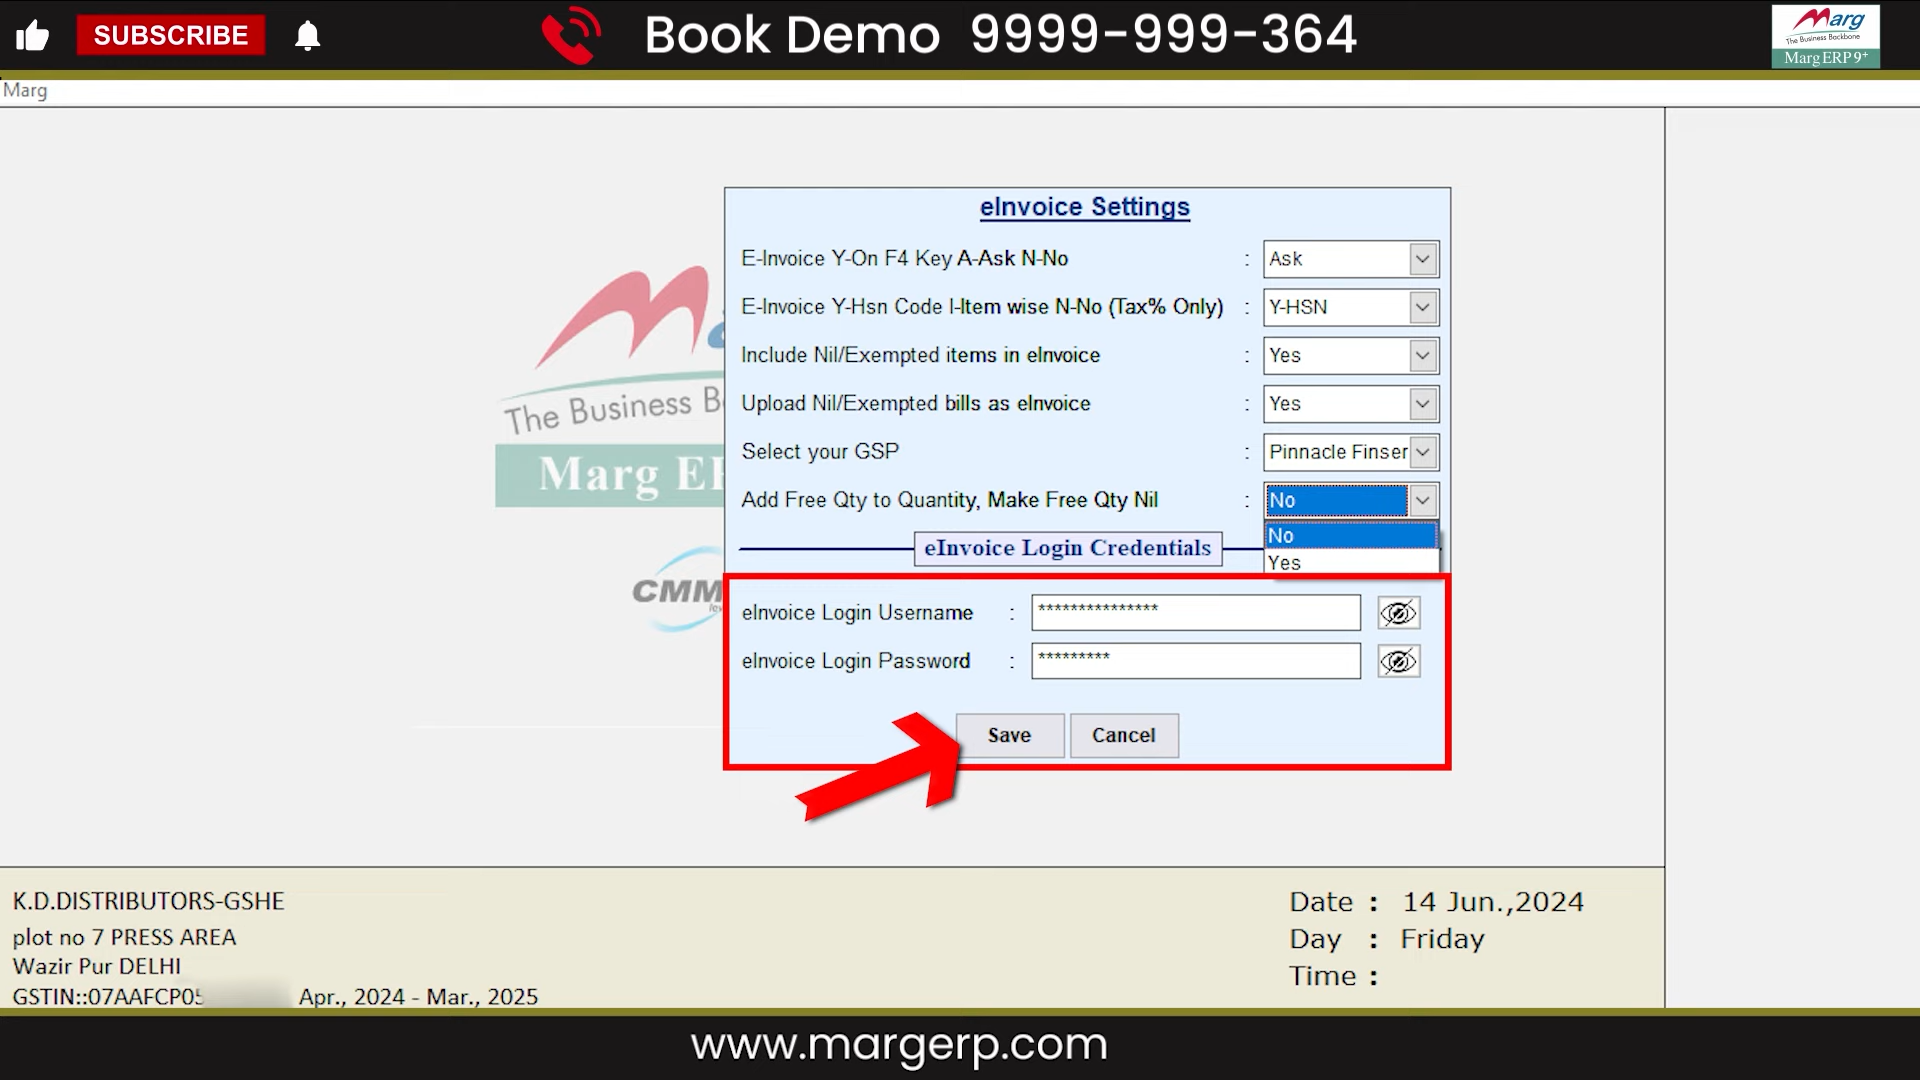 SUBSCRIBE
Book Demo 9999-999-364
Marg
The Business Backbone
Marg ERP 9+
Marg
eInvoice Settings
E-Invoice Y-On F4 Key A-Ask N-No : Ask
E-Invoice Y-Hsn Code I-Item wise N-No (Tax% Only) : Y-HSN
Include Nil/Exempted items in eInvoice : Yes
Upload Nil/Exempted bills as eInvoice : Yes
Select your GSP : Pinnacle Finser
Add Free Qty to Quantity, Make Free Qty Nil : No
No
Yes
The Business B
Marg E
CMM
eInvoice Login Credentials
eInvoice Login Username : ***************
eInvoice Login Password : *********
Save Cancel
K.D.DISTRIBUTORS-GSHE
plot no 7 PRESS AREA
Wazir Pur DELHI
GSTIN::07AAFCP05 Apr., 2024 - Mar., 2025
Date : 14 Jun.,2024
Day : Friday
Time :
www.margerp.com